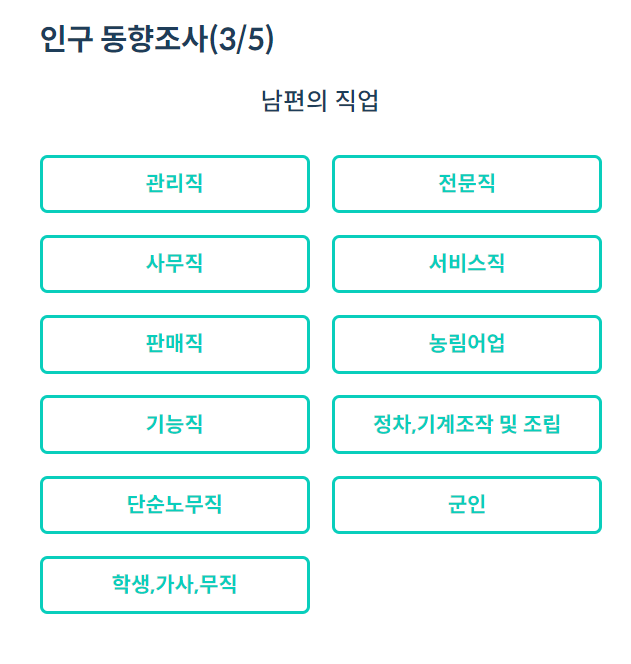 인구 동향조사(3/5)
남편의 직업
관리직
전문직
사무직
서비스직
판매직
농림어업
기능직
정차,기계조작 및 조립
단순노무직
군인
학생,가사,무직